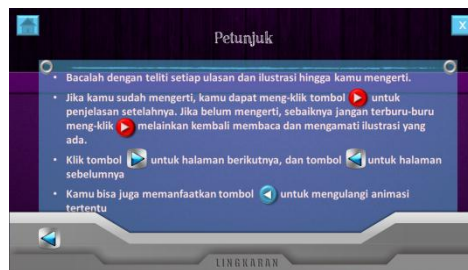 X
Petunjuk
• Bacalah dengan teliti setiap ulasan dan ilustrasi hingga kamu mengerti.
• Jika kamu sudah mengerti, kamu dapat meng-klik tombol untuk
penjelasan setelahnya. Jika belum mengerti, sebaiknya jangan terburu-buru
meng-klik melainkan kembali membaca dan mengamati ilustrasi yang
ada.
• Klik tombol untuk halaman berikutnya, dan tombol untuk halaman
sebelumnya
• Kamu bisa juga memanfaatkan tombol untuk mengulangi animasi
tertentu
LINGKARAN